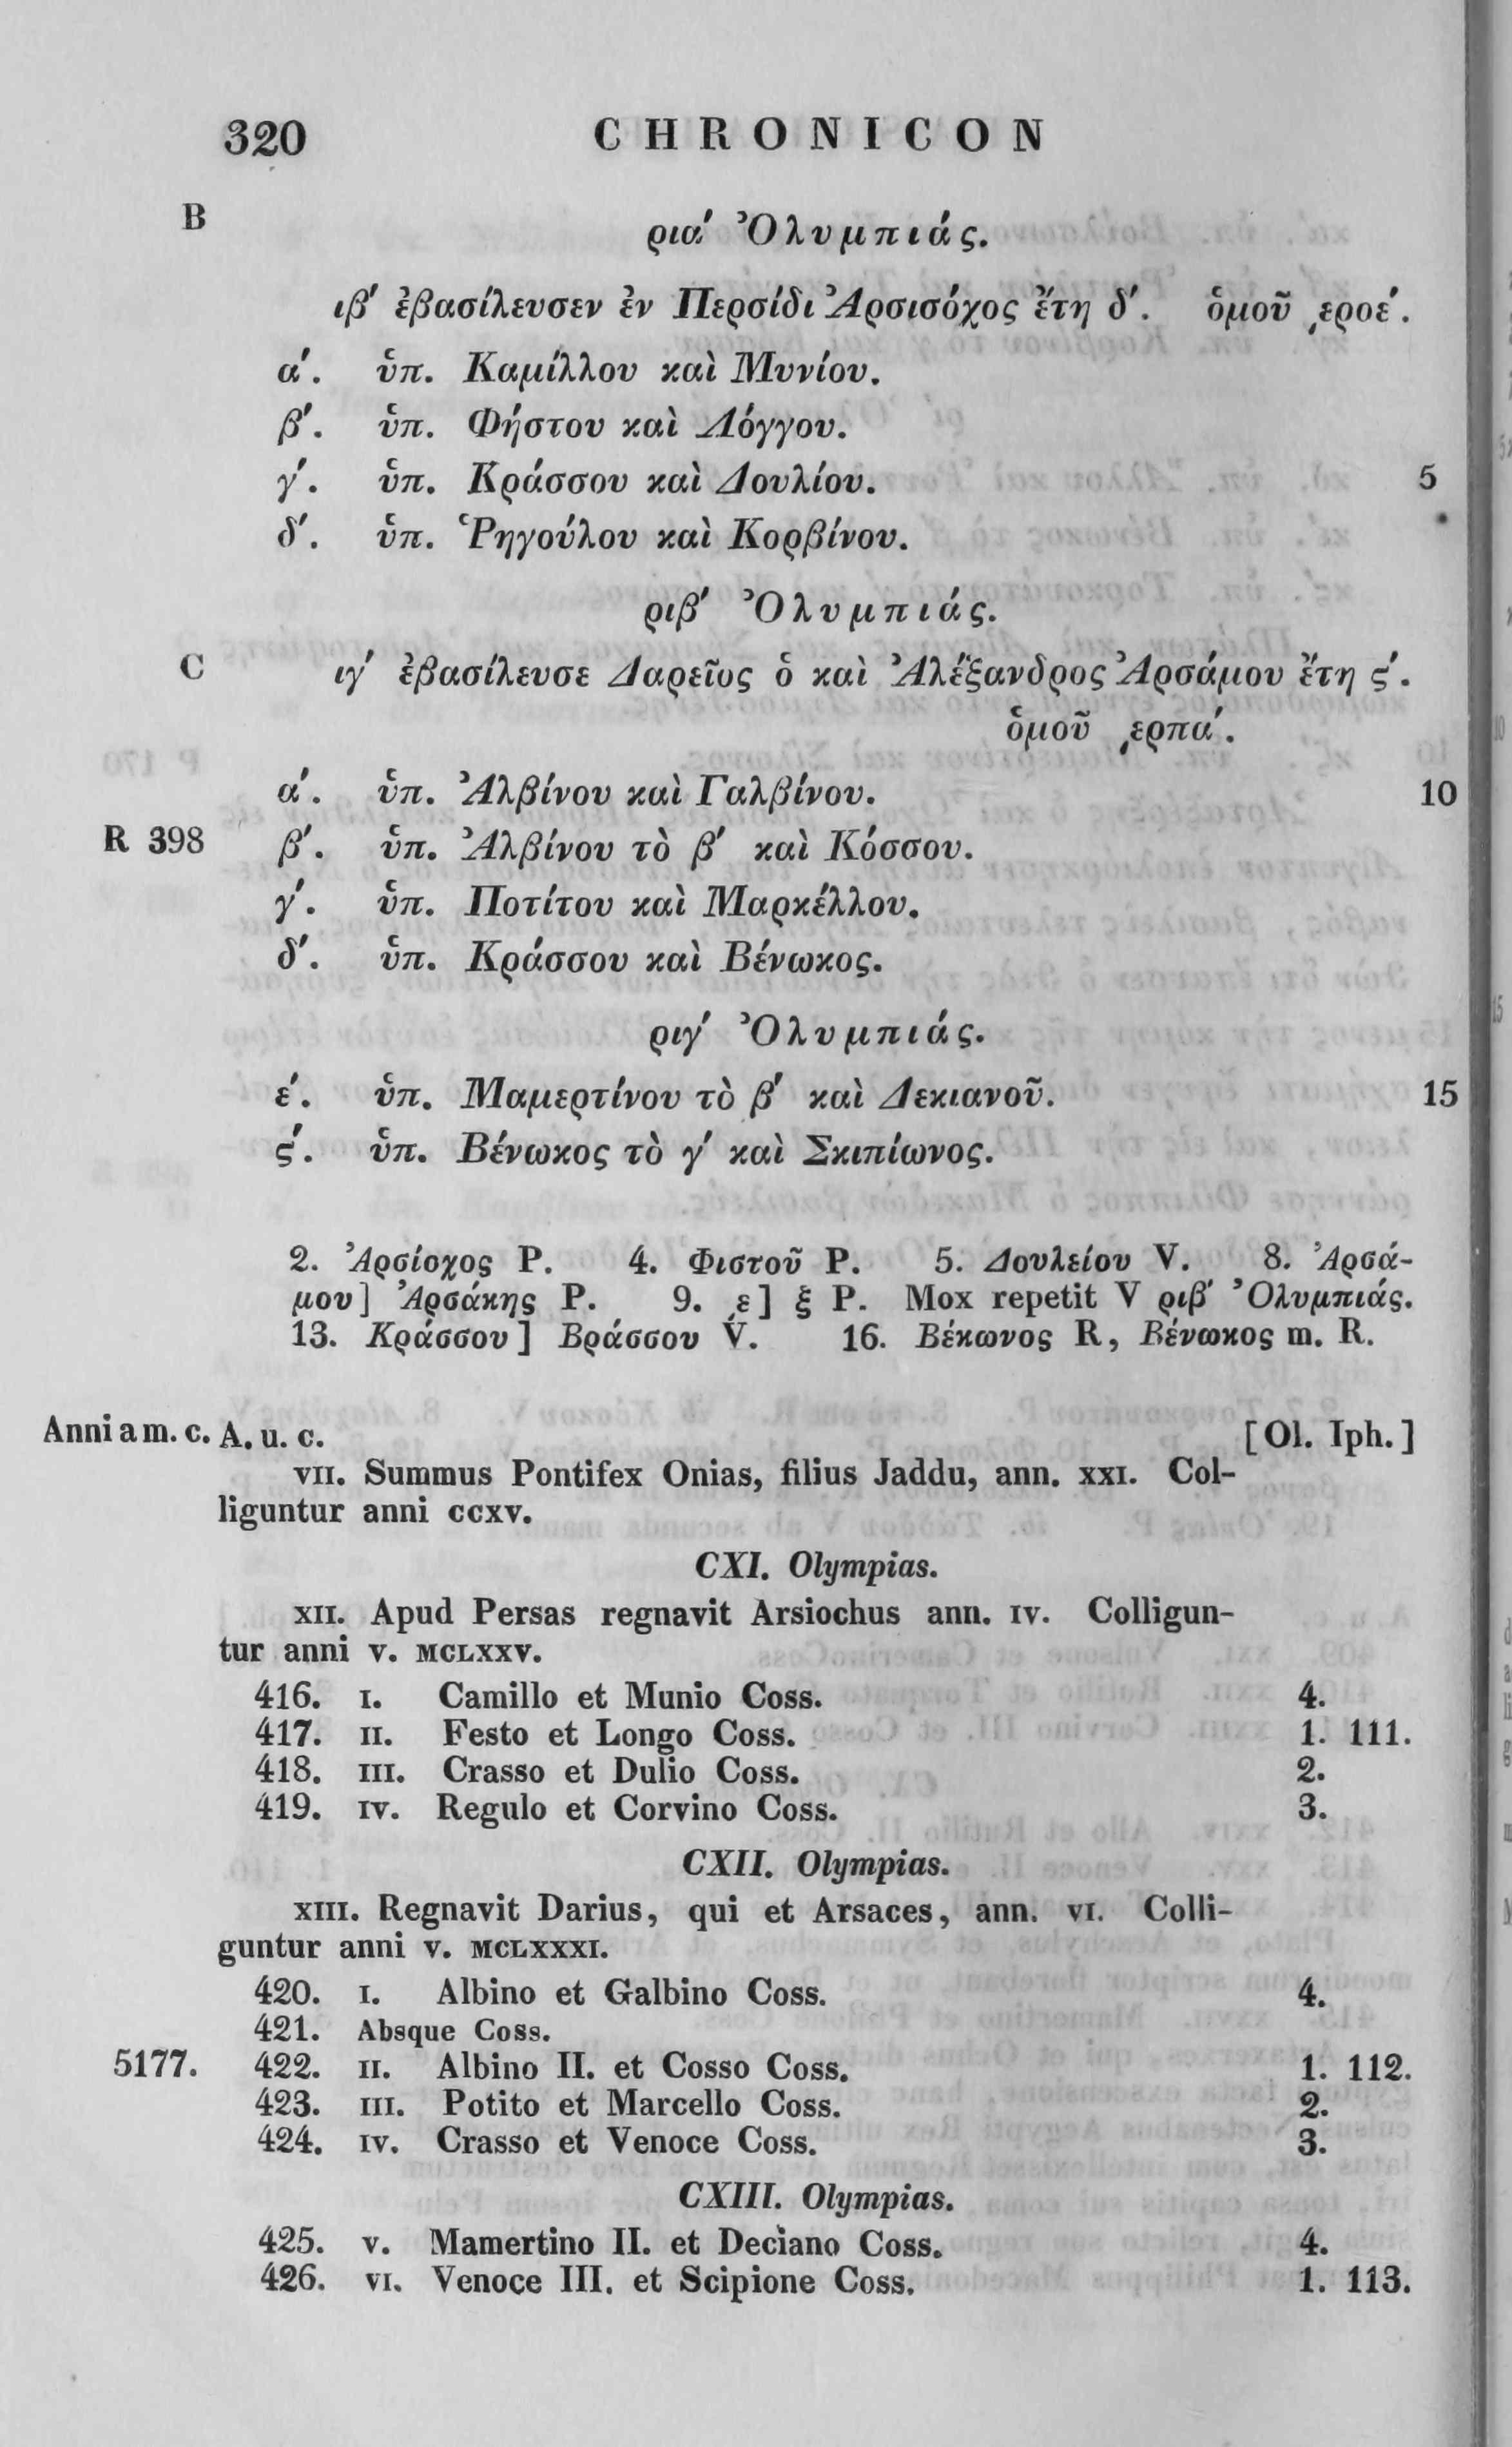 320 CHRONICON
B
ρια΄ Ὀλυμπιάς.
ιβ΄ ἐβασίλευσεν ἐν Περσίδι Ἀρσισόχος ἔτη δ΄. ὁμοῦ ͵εροέ.
α΄. ὑπ. Καμίλλου καὶ Μυνίου.
β΄. ὑπ. Φήστου καὶ Λόγγου.
γ΄. ὑπ. Κράσσου καὶ Δουλίου. 5
δ΄. ὑπ. Ῥηγούλου καὶ Κορβίνου.
ριβ΄ Ὀλυμπιάς.
C ιγ΄ ἐβασίλευσε Δαρεῖος ὁ καὶ Ἀλέξανδρος Ἀρσάμου ἔτη ϛ΄.
ὁμοῦ ͵ερπα΄.
α΄. ὑπ. Ἀλβίνου καὶ Γαλβίνου. 10
R 398 β΄. ὑπ. Ἀλβίνου τὸ β΄ καὶ Κόσσου.
γ΄. ὑπ. Ποτίτου καὶ Μαρκέλλου.
δ΄. ὑπ. Κράσσου καὶ Βένωκος.
ριγ΄ Ὀλυμπιάς.
ε΄. ὑπ. Μαμερτίνου τὸ β΄ καὶ Δεκιανοῦ. 15
ϛ΄. ὑπ. Βένωκος τὸ γ΄ καὶ Σκιπίωνος.
2. Ἀρσίοχος P. 4. Φιστοῦ P. 5. Δουλείου V. 8. Ἀρσά-
μου] Ἀρσάκης P. 9. ͵ε] ξ P. Mox repetit V ριβ΄ Ὀλυμπιάς.
13. Κράσσου] Βράσσου V. 16. Βέκωνος R, Βένωκος m. R.
Anni a m. c. A. u. c. [Ol. Iph.]
VII. Summus Pontifex Onias, filius Jaddu, ann. XXI. Col-
liguntur anni CCXV.
CXI. Olympias.
XII. Apud Persas regnavit Arsiochus ann. IV. Colligun-
tur anni V. MCLXXV.
416. I. Camillo et Munio Coss. 4.
417. II. Festo et Longo Coss. 1. 111.
418. III. Crasso et Dulio Coss. 2.
419. IV. Regulo et Corvino Coss. 3.
CXII. Olympias.
XIII. Regnavit Darius, qui et Arsaces, ann. VI. Colli-
guntur anni V. MCLXXXI.
420. I. Albino et Galbino Coss. 4.
421. Absque Coss.
5177. 422. II. Albino II. et Cosso Coss. 1. 112.
423. III. Potito et Marcello Coss. 2.
424. IV. Crasso et Venoce Coss. 3.
CXIII. Olympias.
425. V. Mamertino II. et Deciano Coss. 4.
426. VI. Venoce III. et Scipione Coss. 1. 113.